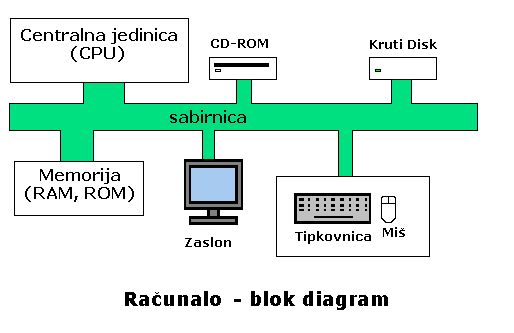 Centralna jedinica
(CPU)
CD-ROM
Kruti Disk
sabirnica
Memorija
(RAM, ROM)
Zaslon
Tipkovnica
Miš
Računalo - blok diagram